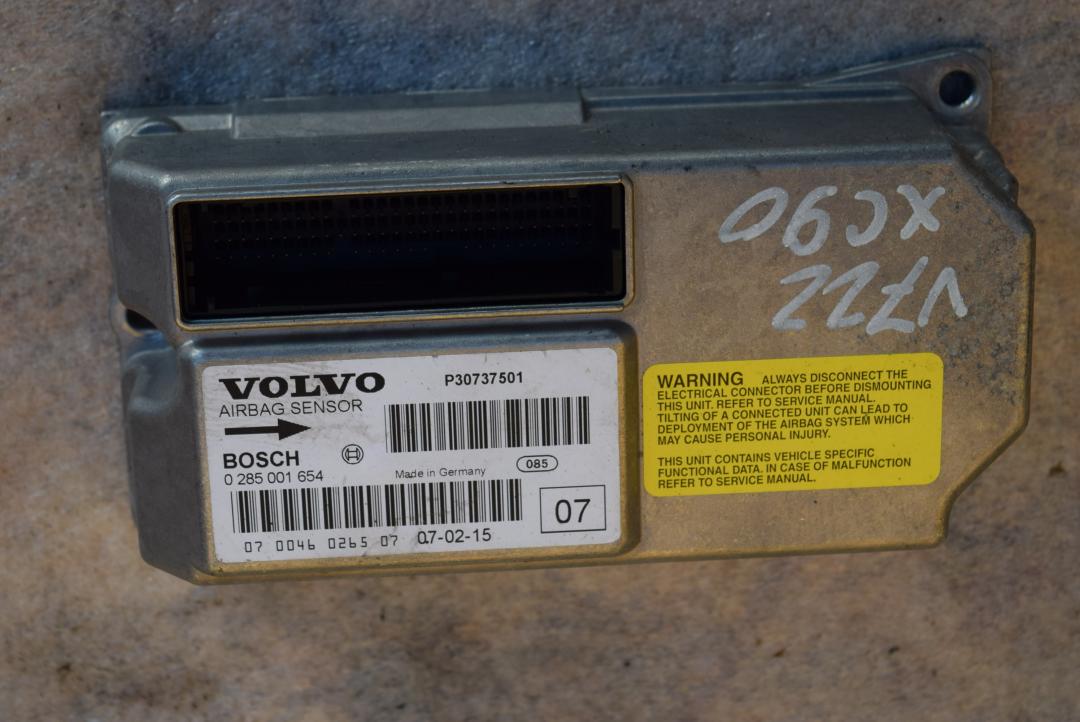 XC90
V722
VOLVO
P30737501
AIRBAG SENSOR
BOSCH
0 285 001 654
Made in Germany
085
07 0046 0265 07 07-02-15
07
WARNING ALWAYS DISCONNECT THE
ELECTRICAL CONNECTOR BEFORE DISMOUNTING
THIS UNIT. REFER TO SERVICE MANUAL.
TILTING OF A CONNECTED UNIT CAN LEAD TO
DEPLOYMENT OF THE AIRBAG SYSTEM WHICH
MAY CAUSE PERSONAL INJURY.
THIS UNIT CONTAINS VEHICLE SPECIFIC
FUNCTIONAL DATA. IN CASE OF MALFUNCTION
REFER TO SERVICE MANUAL.